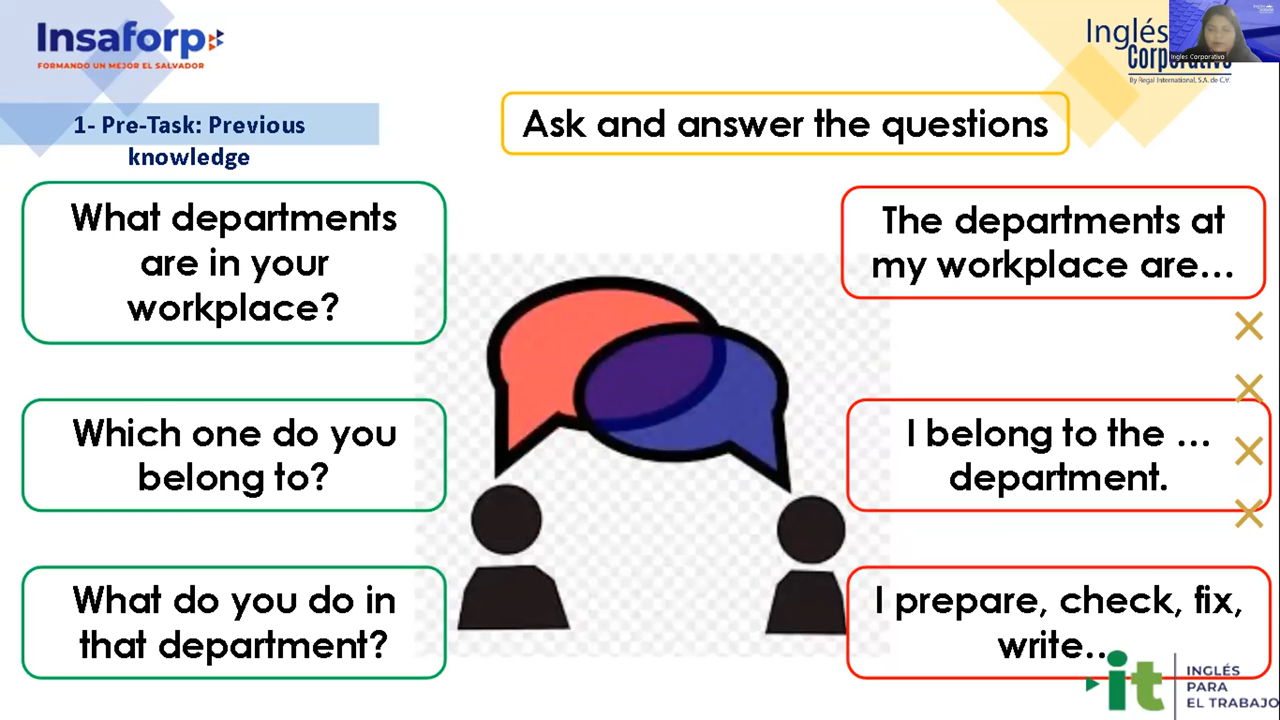 Insaforp
FORMANDO UN MEJOR EL SALVADOR
Inglés
Corporativo
By Regal International, S.A. de C.V.
Ingles Corporativo
1- Pre-Task: Previous
knowledge
Ask and answer the questions
What departments
are in your
workplace?
The departments at
my workplace are...
Which one do you
belong to?
I belong to the ...
department.
What do you do in
that department?
I prepare, check, fix,
write...
it
INGLÉS
PARA
EL TRABAJO